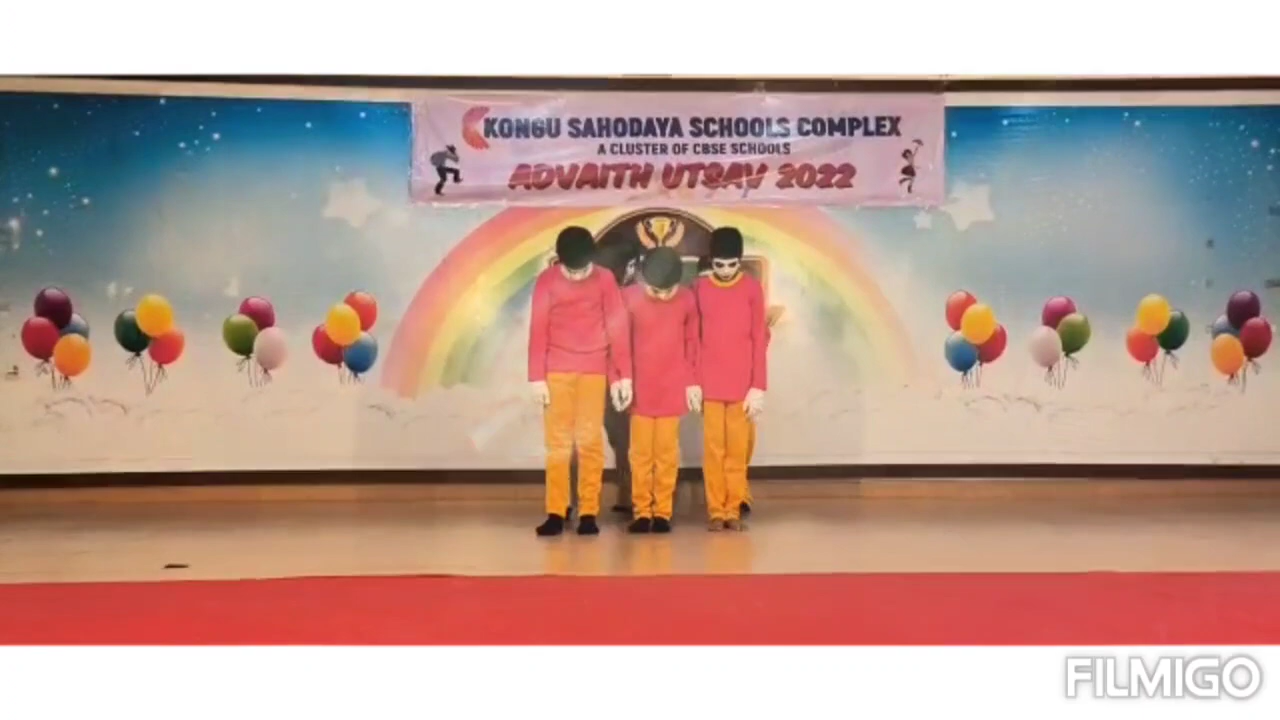 KONGU SAHODAYA SCHOOLS COMPLEX
A CLUSTER OF CBSE SCHOOLS
ADVAITH UTSAV 2022
FILMIGO